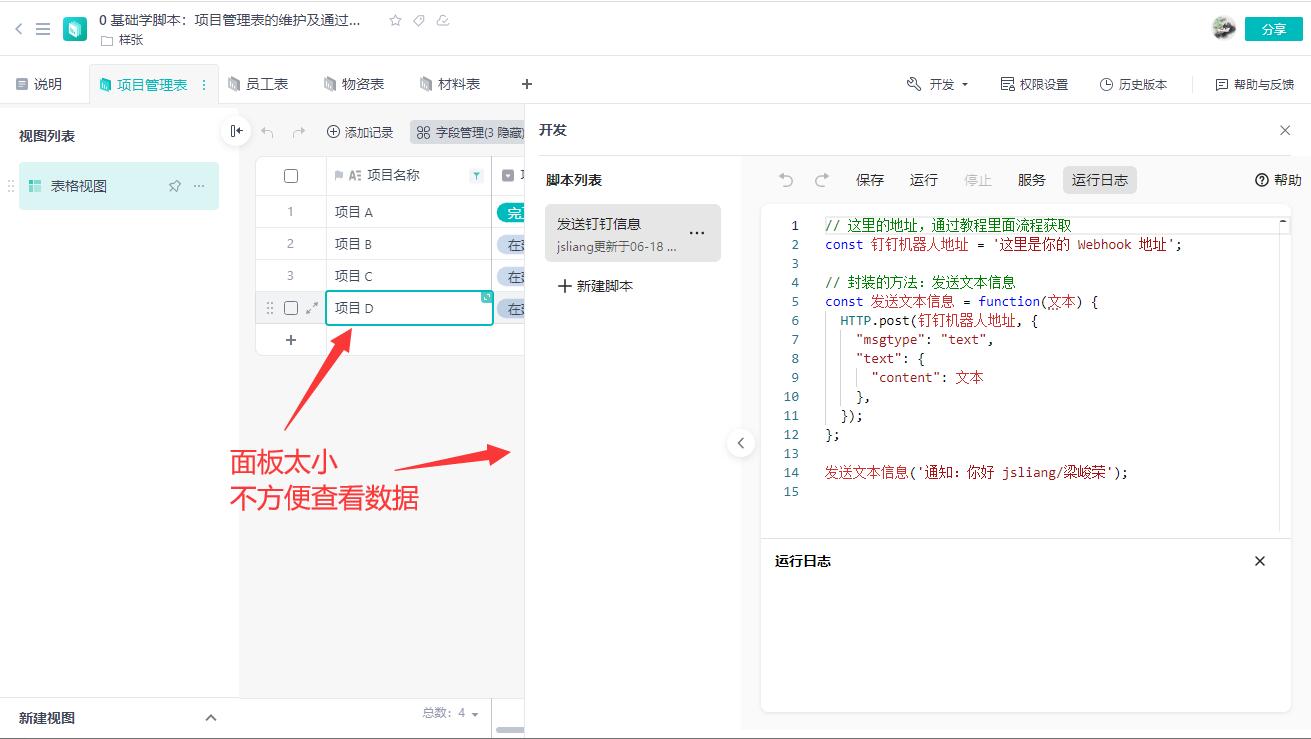 0 基础学脚本：项目管理表的维护及通过...
样张
分享
说明
项目管理表
员工表
物资表
材料表
开发
权限设置
历史版本
帮助与反馈
视图列表
表格视图
新建视图
添加记录
字段管理(3 隐藏)
项目名称
1 项目 A
2 项目 B
在
3 项目 C
在
项目 D
在
面板太小
不方便查看数据
总数：4
开发
脚本列表
发送钉钉信息
jsliang更新于06-18 ...
新建脚本
保存
运行
停止
服务
运行日志
帮助
1 // 这里的地址，通过教程里面流程获取
2 const 钉钉机器人地址 = '这里是你的 Webhook 地址';
3
4 // 封装的方法：发送文本信息
5 const 发送文本信息 = function(文本) {
6 HTTP.post(钉钉机器人地址, {
7 "msgtype": "text",
8 "text": {
9 "content": 文本
10 },
11 });
12 };
13
14 发送文本信息('通知：你好 jsliang/梁峻荣');
15
运行日志